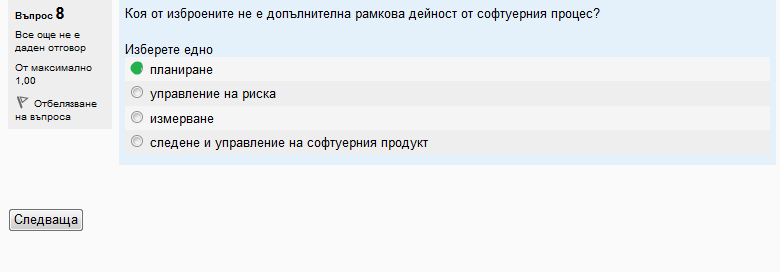 Въпрос 8
Все още не е
даден отговор
От максимално
1,00
Отбелязване
на въпроса
Коя от изброените не е допълнителна рамкова дейност от софтуерния процес?
Изберете едно
планиране
управление на риска
измерване
следене и управление на софтуерния продукт
Следваща